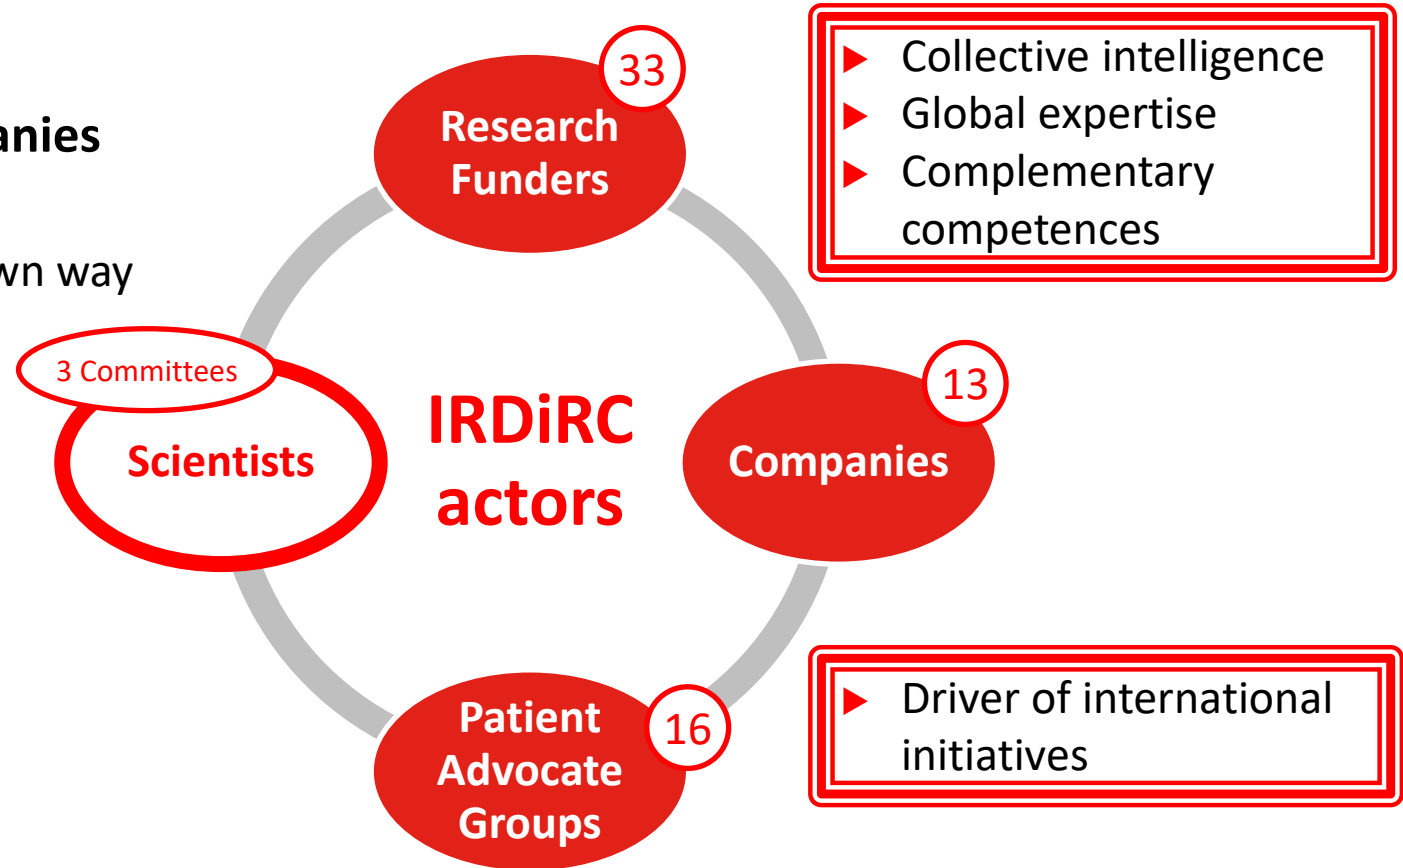 anies
wn way
33
Research
Funders
3 Committees
Scientists
IRDiRC
actors
13
Companies
Patient
Advocate
Groups
16
Collective intelligence
Global expertise
Complementary
competences
Driver of international
initiatives